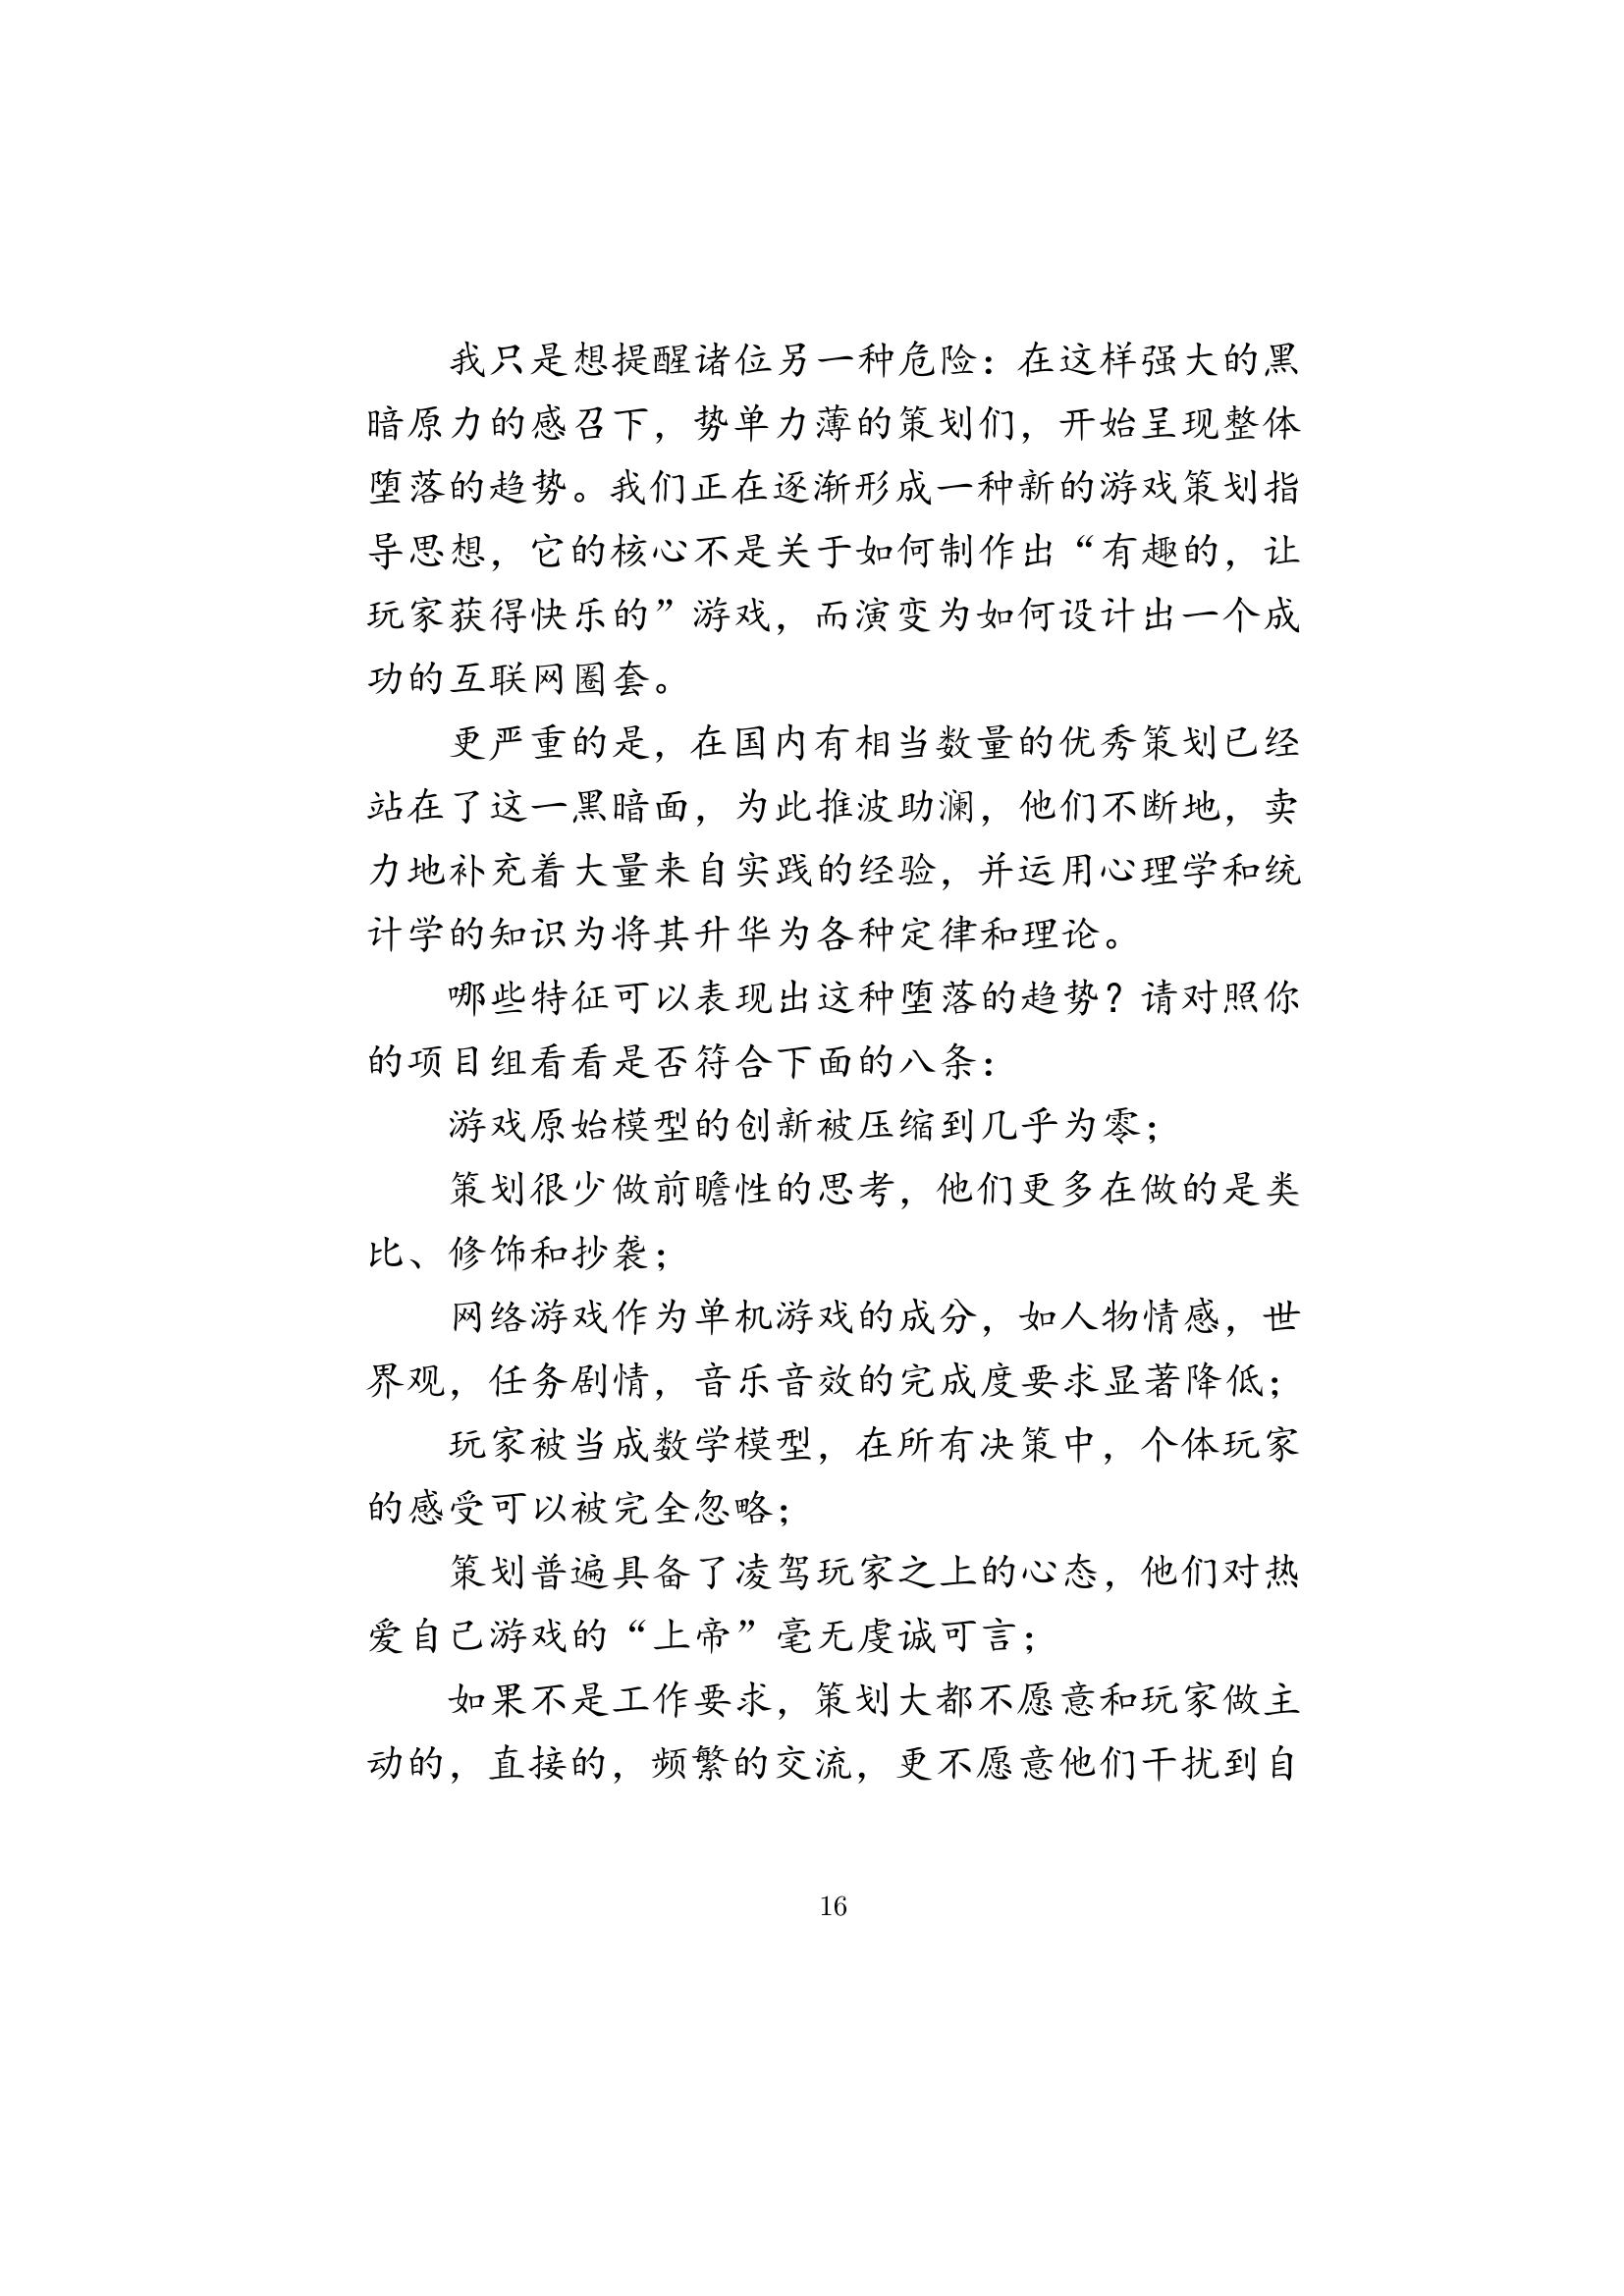 我只是想提醒诸位另一种危险：在这样强大的黑
暗原力的感召下，势单力薄的策划们，开始呈现整体
堕落的趋势。我们正在逐渐形成一种新的游戏策划指
导思想，它的核心不是关于如何制作出“有趣的，让
玩家获得快乐的”游戏，而演变为如何设计出一个成
功的互联网圈套。
更严重的是，在国内有相当数量的优秀策划已经
站在了这一黑暗面，为此推波助澜，他们不断地，卖
力地补充着大量来自实践的经验，并运用心理学和统
计学的知识为将其升华为各种定律和理论。
哪些特征可以表现出这种堕落的趋势？请对照你
的项目组看看是否符合下面的八条：
游戏原始模型的创新被压缩到几乎为零；
策划很少做前瞻性的思考，他们更多在做的是类
比、修饰和抄袭；
网络游戏作为单机游戏的成分，如人物情感，世
界观，任务剧情，音乐音效的完成度要求显著降低；
玩家被当成数学模型，在所有决策中，个体玩家
的感受可以被完全忽略；
策划普遍具备了凌驾玩家之上的心态，他们对热
爱自己游戏的“上帝”毫无虔诚可言；
如果不是工作要求，策划大都不愿意和玩家做主
动的，直接的，频繁的交流，更不愿意他们干扰到自
16